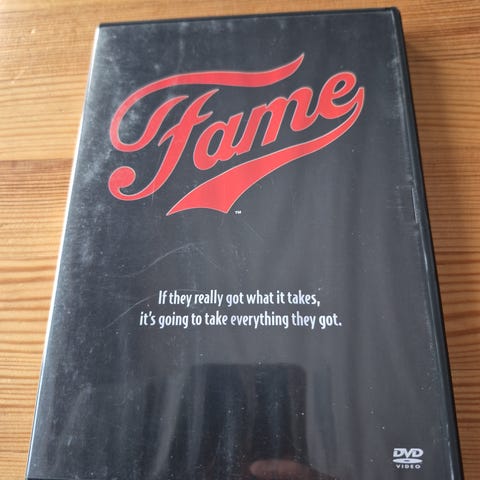 Fame
™
If they really got what it takes,
it's going to take everything they got.
DVD
VIDEO